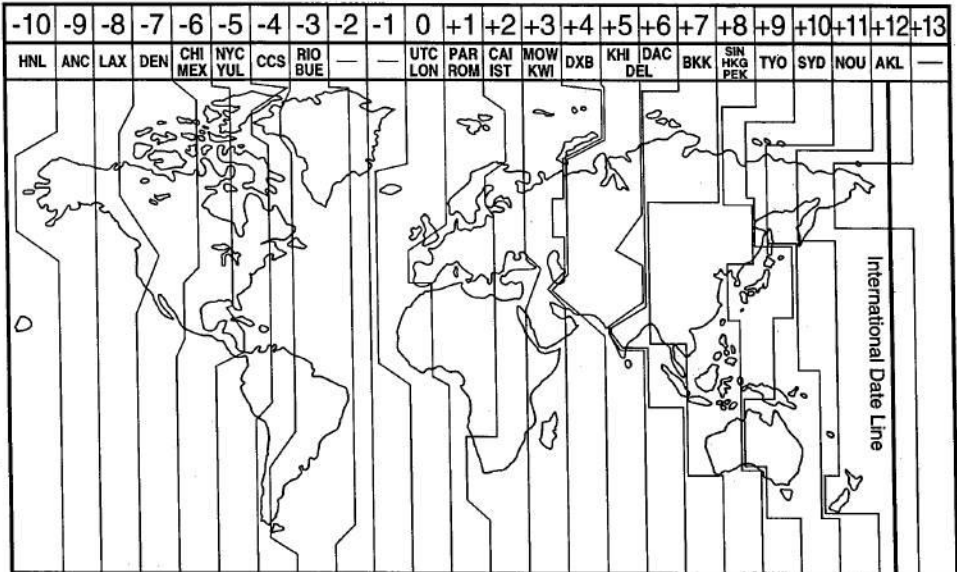 -10 -9 -8 -7 -6 -5 -4 -3 -2 -1 0 +1 +2 +3 +4 +5 +6 +7 +8 +9 +10 +11 +12 +13
HNL ANC LAX DEN CHI MEX NYC YUL CCS RIO BUE — — UTC LON PAR ROM CAI IST MOW KWI DXB KHI DEL DAC BKK SIN HKG PEK TYO SYD NOU AKL —
International Date Line